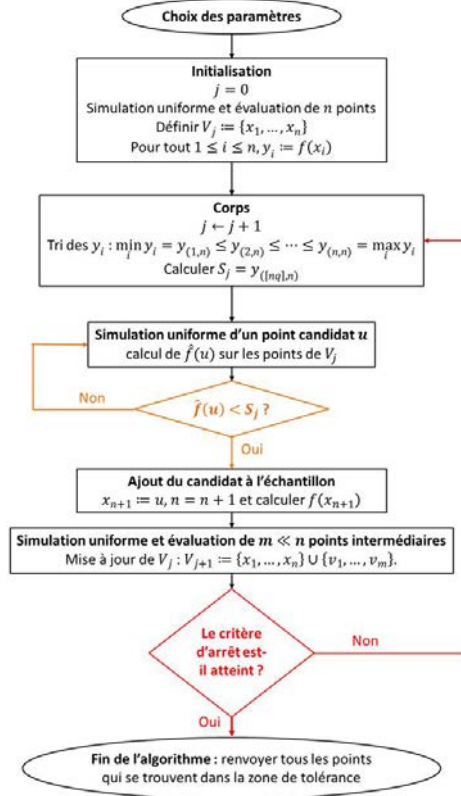 Choix des paramètres
Initialisation
j = 0
Simulation uniforme et évaluation de n points
Définir V_j ≔ {x_1, …, x_n}
Pour tout 1 ≤ i ≤ n, y_i ≔ f(x_i)
Corps
j ← j + 1
Tri des y_i : min_i y_i = y_(1,n) ≤ y_(2,n) ≤ ⋯ ≤ y_(n,n) = max_i y_i
Calculer S_j = y_([nq],n)
Simulation uniforme d'un point candidat u
calcul de f̂(u) sur les points de V_j
Non
f̂(u) < S_j ?
Oui
Ajout du candidat à l'échantillon
x_{n+1} ≔ u, n = n + 1 et calculer f(x_{n+1})
Simulation uniforme et évaluation de m ≪ n points intermédiaires
Mise à jour de V_j : V_{j+1} ≔ {x_1, …, x_n} ∪ {v_1, …, v_m}.
Le critère
d'arrêt est-
il atteint ?
Non
Oui
Fin de l'algorithme : renvoyer tous les points
qui se trouvent dans la zone de tolérance